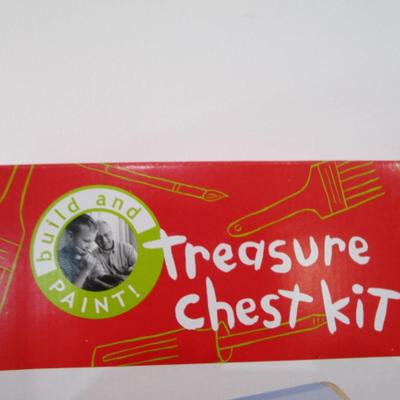 build and
PAINT!
treasure
chest kit